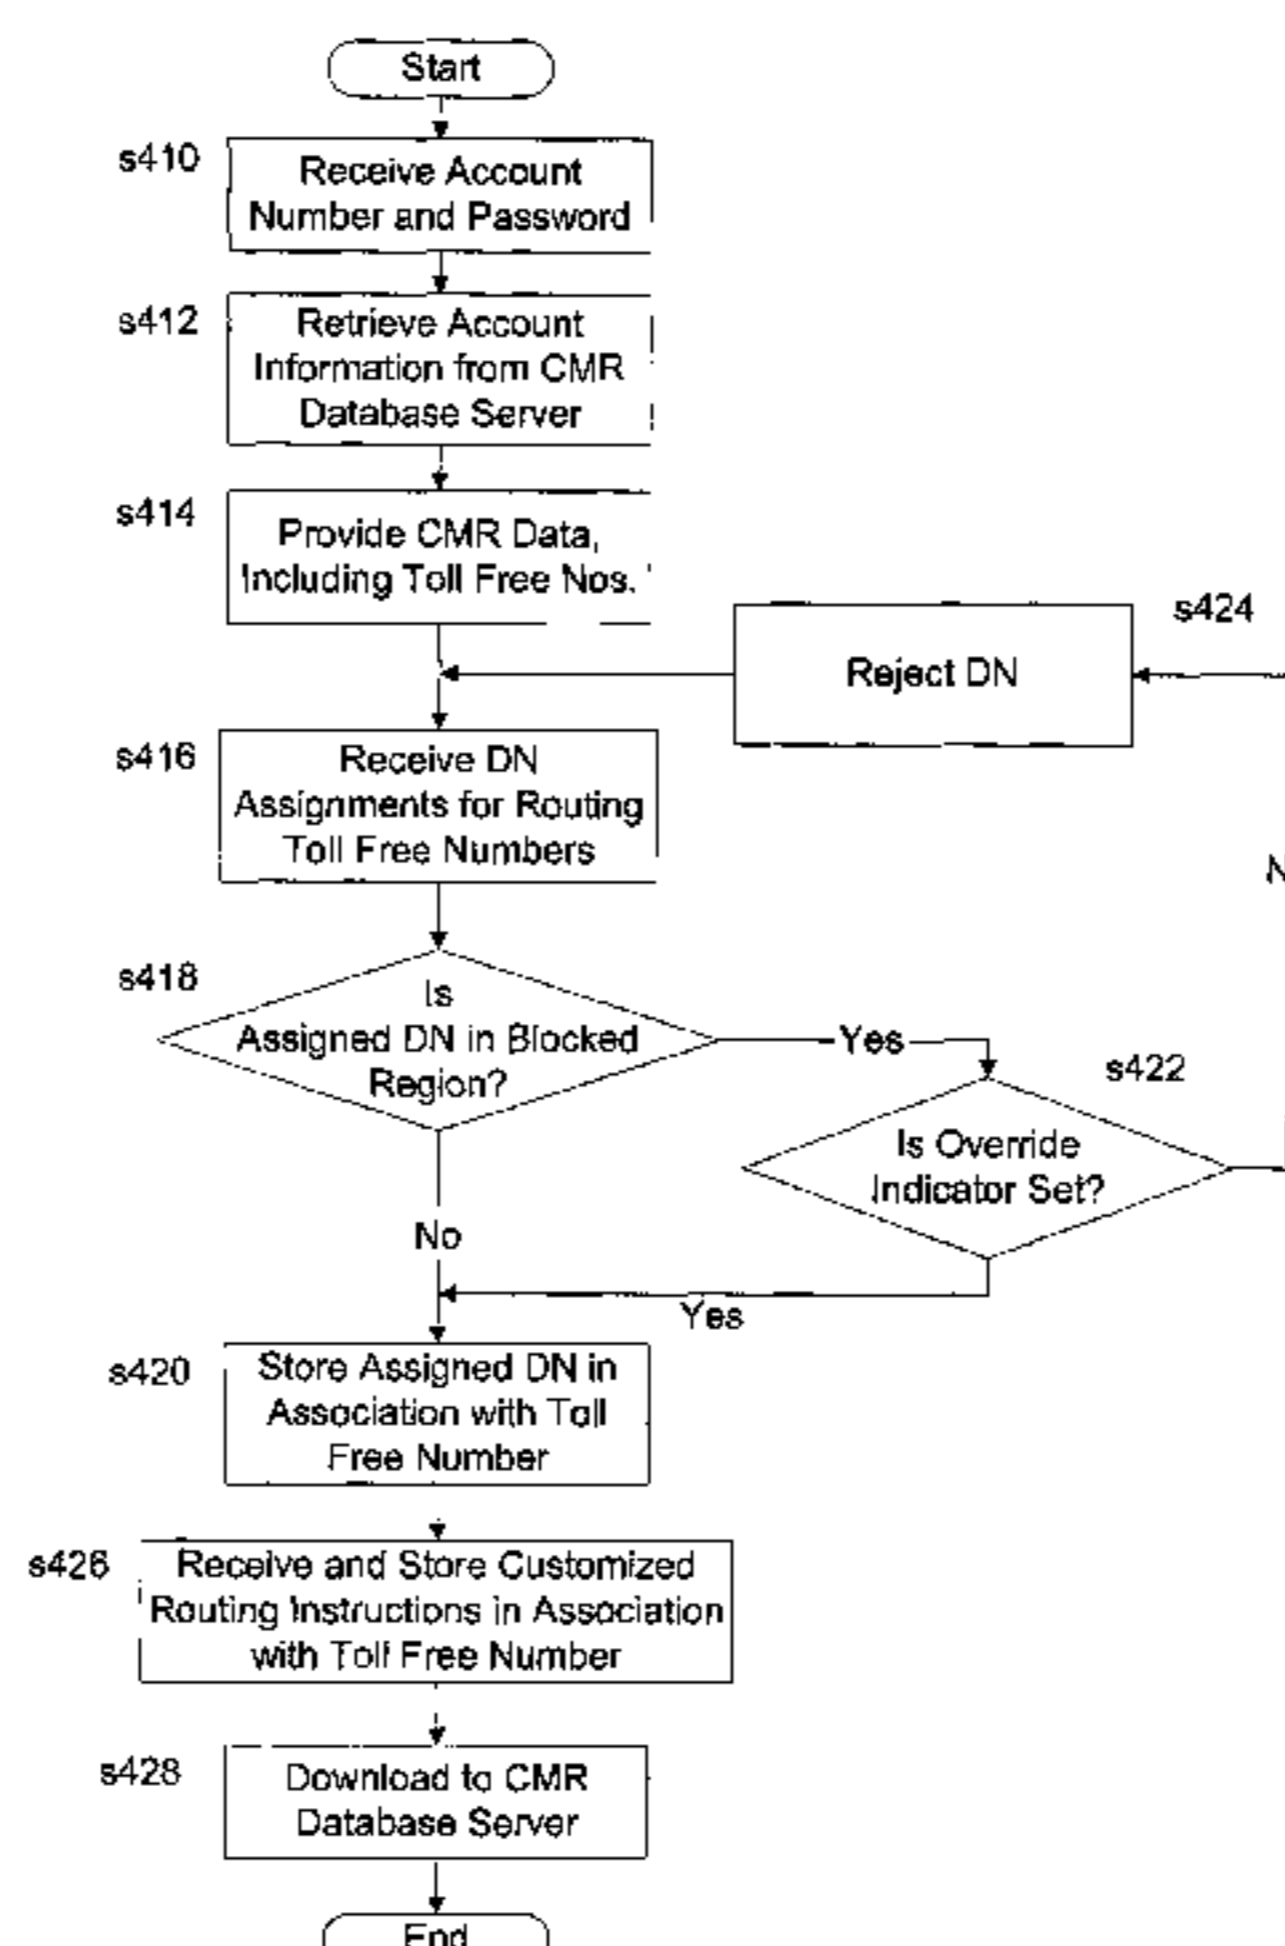 Start
s410
Receive Account
Number and Password
s412
Retrieve Account
Information from CMR
Database Server
s414
Provide CMR Data,
Including Toll Free Nos.
s424
Reject DN
s416
Receive DN
Assignments for Routing
Toll Free Numbers
s418
Is
Assigned DN in Blocked
Region?
Yes
s422
Is Override
Indicator Set?
No
Yes
s420
Store Assigned DN in
Association with Toll
Free Number
s426
Receive and Store Customized
Routing Instructions in Association
with Toll Free Number
s428
Download to CMR
Database Server
End